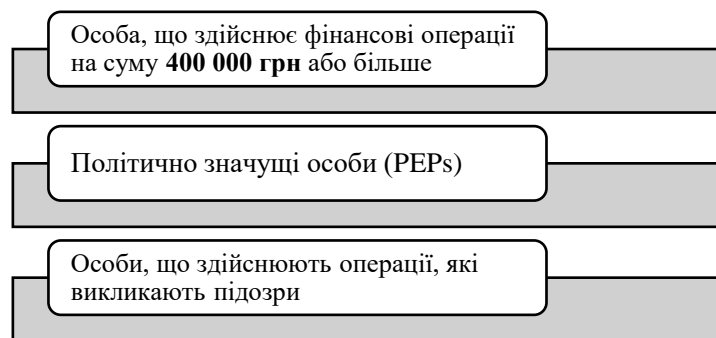 Особа, що здійснює фінансові операції
на суму 400 000 грн або більше
Політично значущі особи (PEPs)
Особи, що здійснюють операції, які
викликають підозри